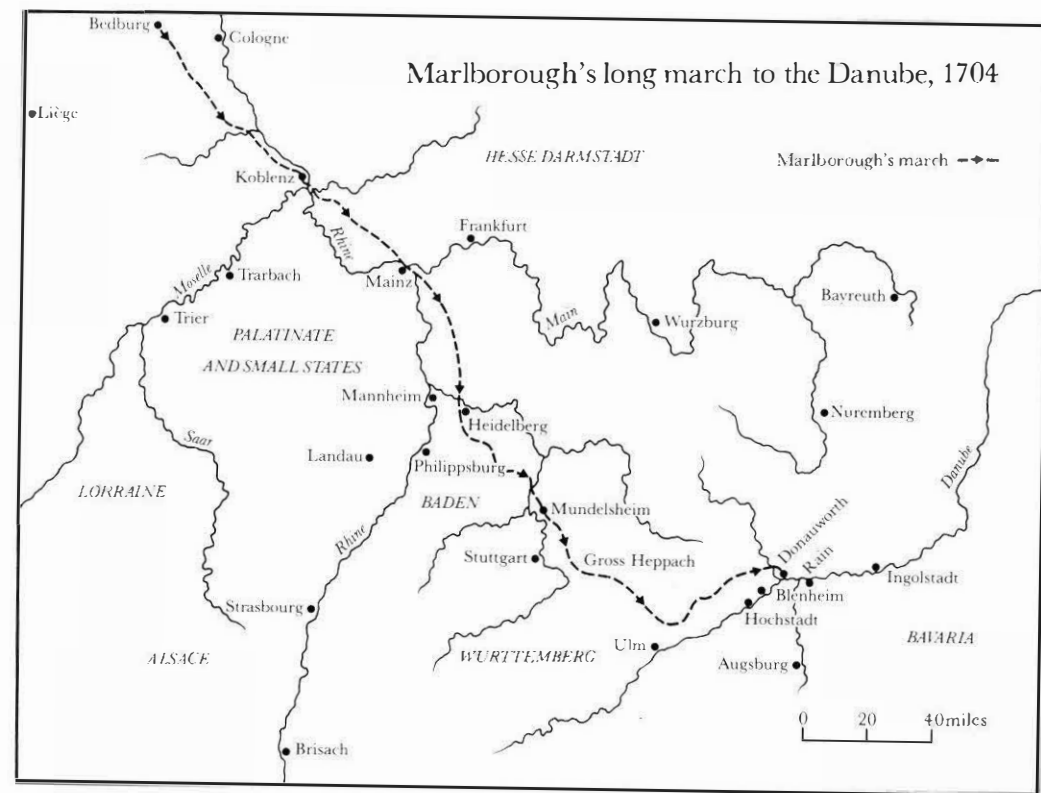 Bedburg
Cologne
Marlborough's long march to the Danube, 1704
Liège
HESSE DARMSTADT
Marlborough's march
Koblenz
Frankfurt
Rhine
Mainz
Moselle
Trarbach
Bayreuth
Main
Wurzburg
Trier
PALATINATE
AND SMALL STATES
Mannheim
Heidelberg
Nuremberg
Saar
Landau
Philippsburg
Danube
LORRAINE
BADEN
Mundelsheim
Donauworth
Rain
Rhine
Stuttgart
Gross Heppach
Ingolstadt
Blenheim
Strasbourg
Hochstadt
BAVARIA
ALSACE
Ulm
WURTTEMBERG
Augsburg
0 20 40 miles
Brisach